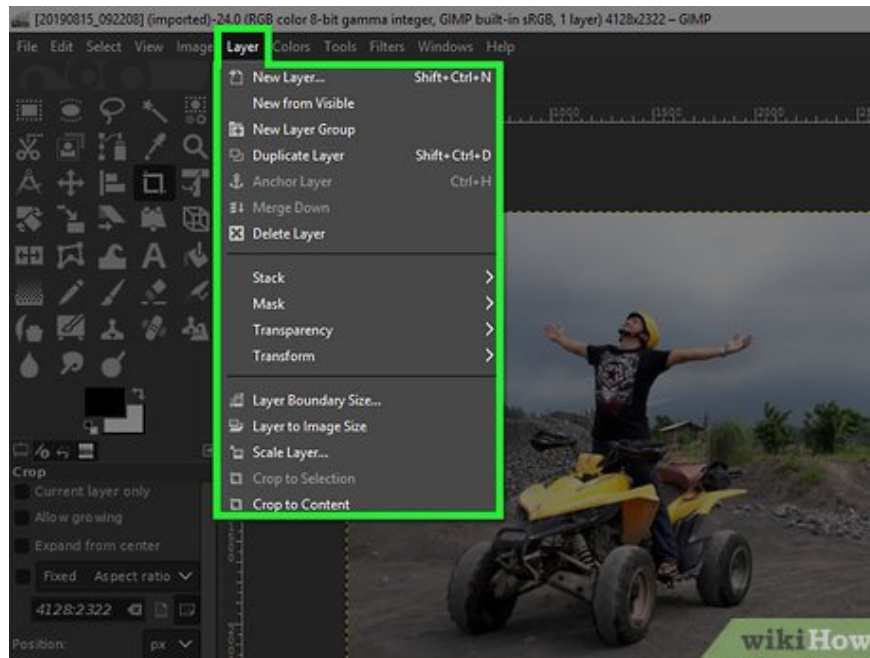 [20190815_092208] (imported)-24.0 (RGB color 8-bit gamma integer, GIMP built-in sRGB, 1 layer) 4128x2322 – GIMP
File Edit Select View Image Layer Colors Tools Filters Windows Help
New Layer... Shift+Ctrl+N
New from Visible
New Layer Group
Duplicate Layer Shift+Ctrl+D
Anchor Layer Ctrl+H
Merge Down
Delete Layer
Stack
Mask
Transparency
Transform
Layer Boundary Size...
Layer to Image Size
Scale Layer...
Crop to Selection
Crop to Content
1000 1500 2000
Crop
Current layer only
Allow growing
Expand from center
Fixed Aspect ratio
4128:2322
Position: px
wikiHow